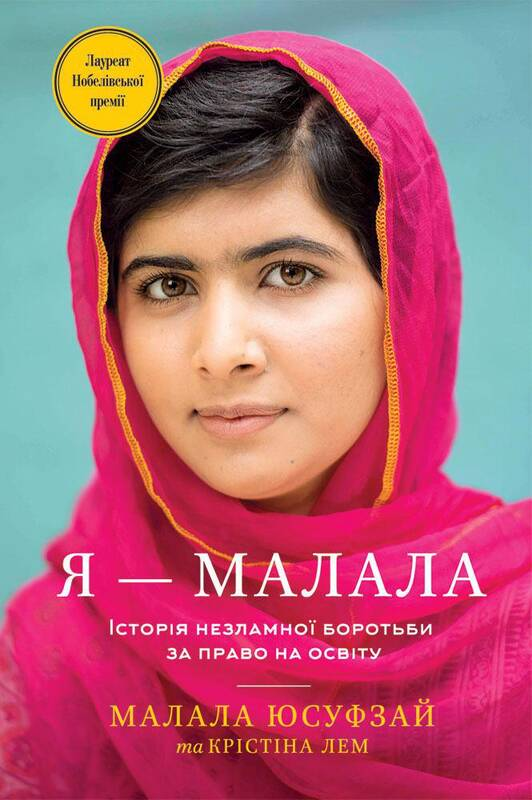 Лауреат
Нобелівської
премії
Я — МАЛАЛА
Історія незламної боротьби
за право на освіту
МАЛАЛА ЮСУФЗАЙ
та КРІСТІНА ЛЕМ